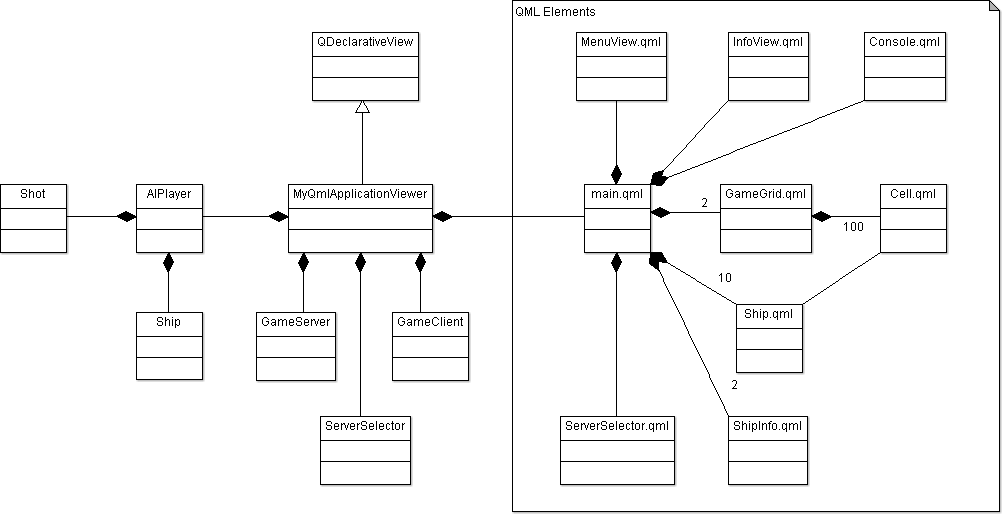 QML Elements
QDeclarativeView
MenuView.qml
InfoView.qml
Console.qml
Shot
AIPlayer
MyQmlApplicationViewer
main.qml
2
GameGrid.qml
100
Cell.qml
10
Ship
GameServer
GameClient
Ship.qml
2
ServerSelector
ServerSelector.qml
ShipInfo.qml